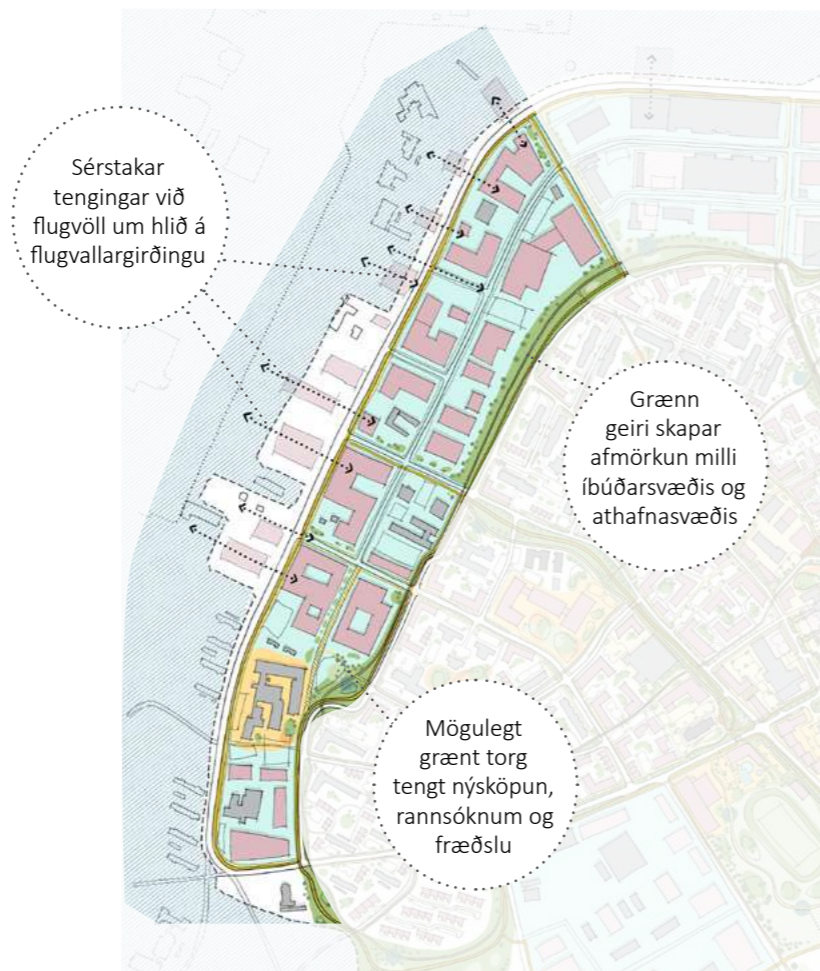 Sérstakar
tengingar við
flugvöll um hlið á
flugvallargirðingu
Grænn
geiri skapar
afmörkun milli
íbúðarsvæðis og
athafnasvæðis
Mögulegt
grænt torg
tengt nýsköpun,
rannsóknum og
fræðslu